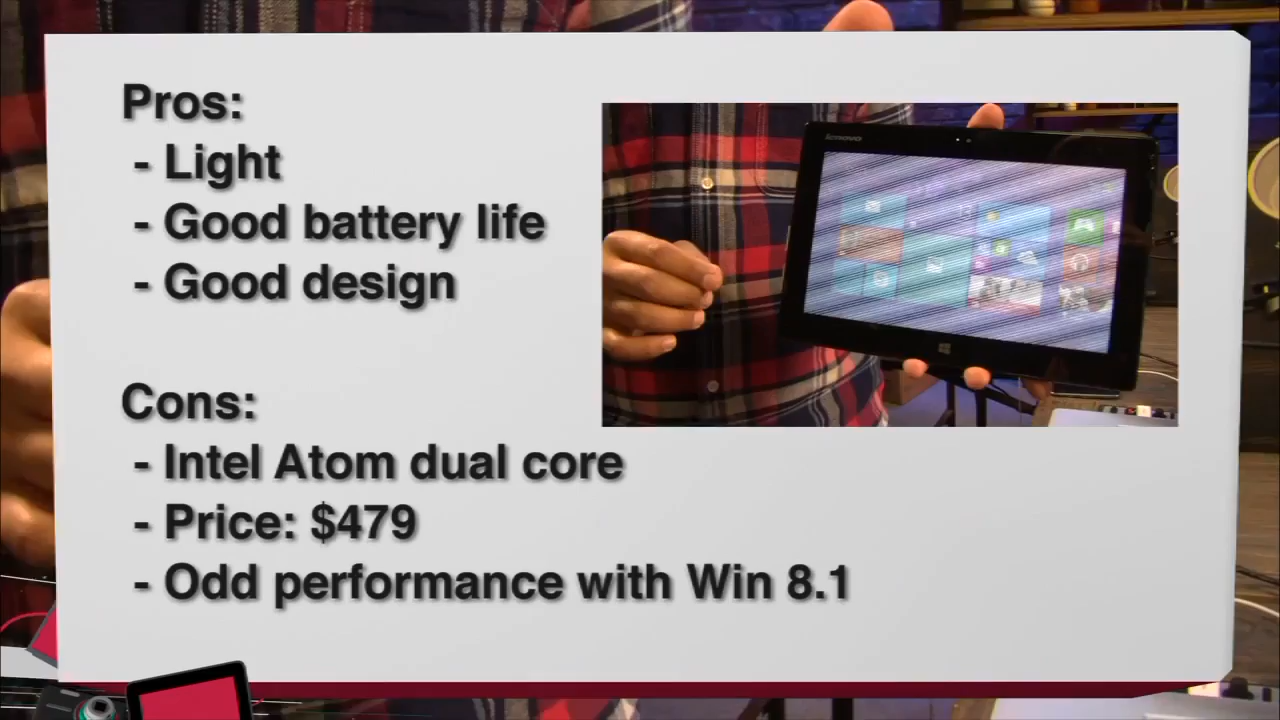 Pros:
- Light
- Good battery life
- Good design
Cons:
- Intel Atom dual core
- Price: $479
- Odd performance with Win 8.1
lenovo